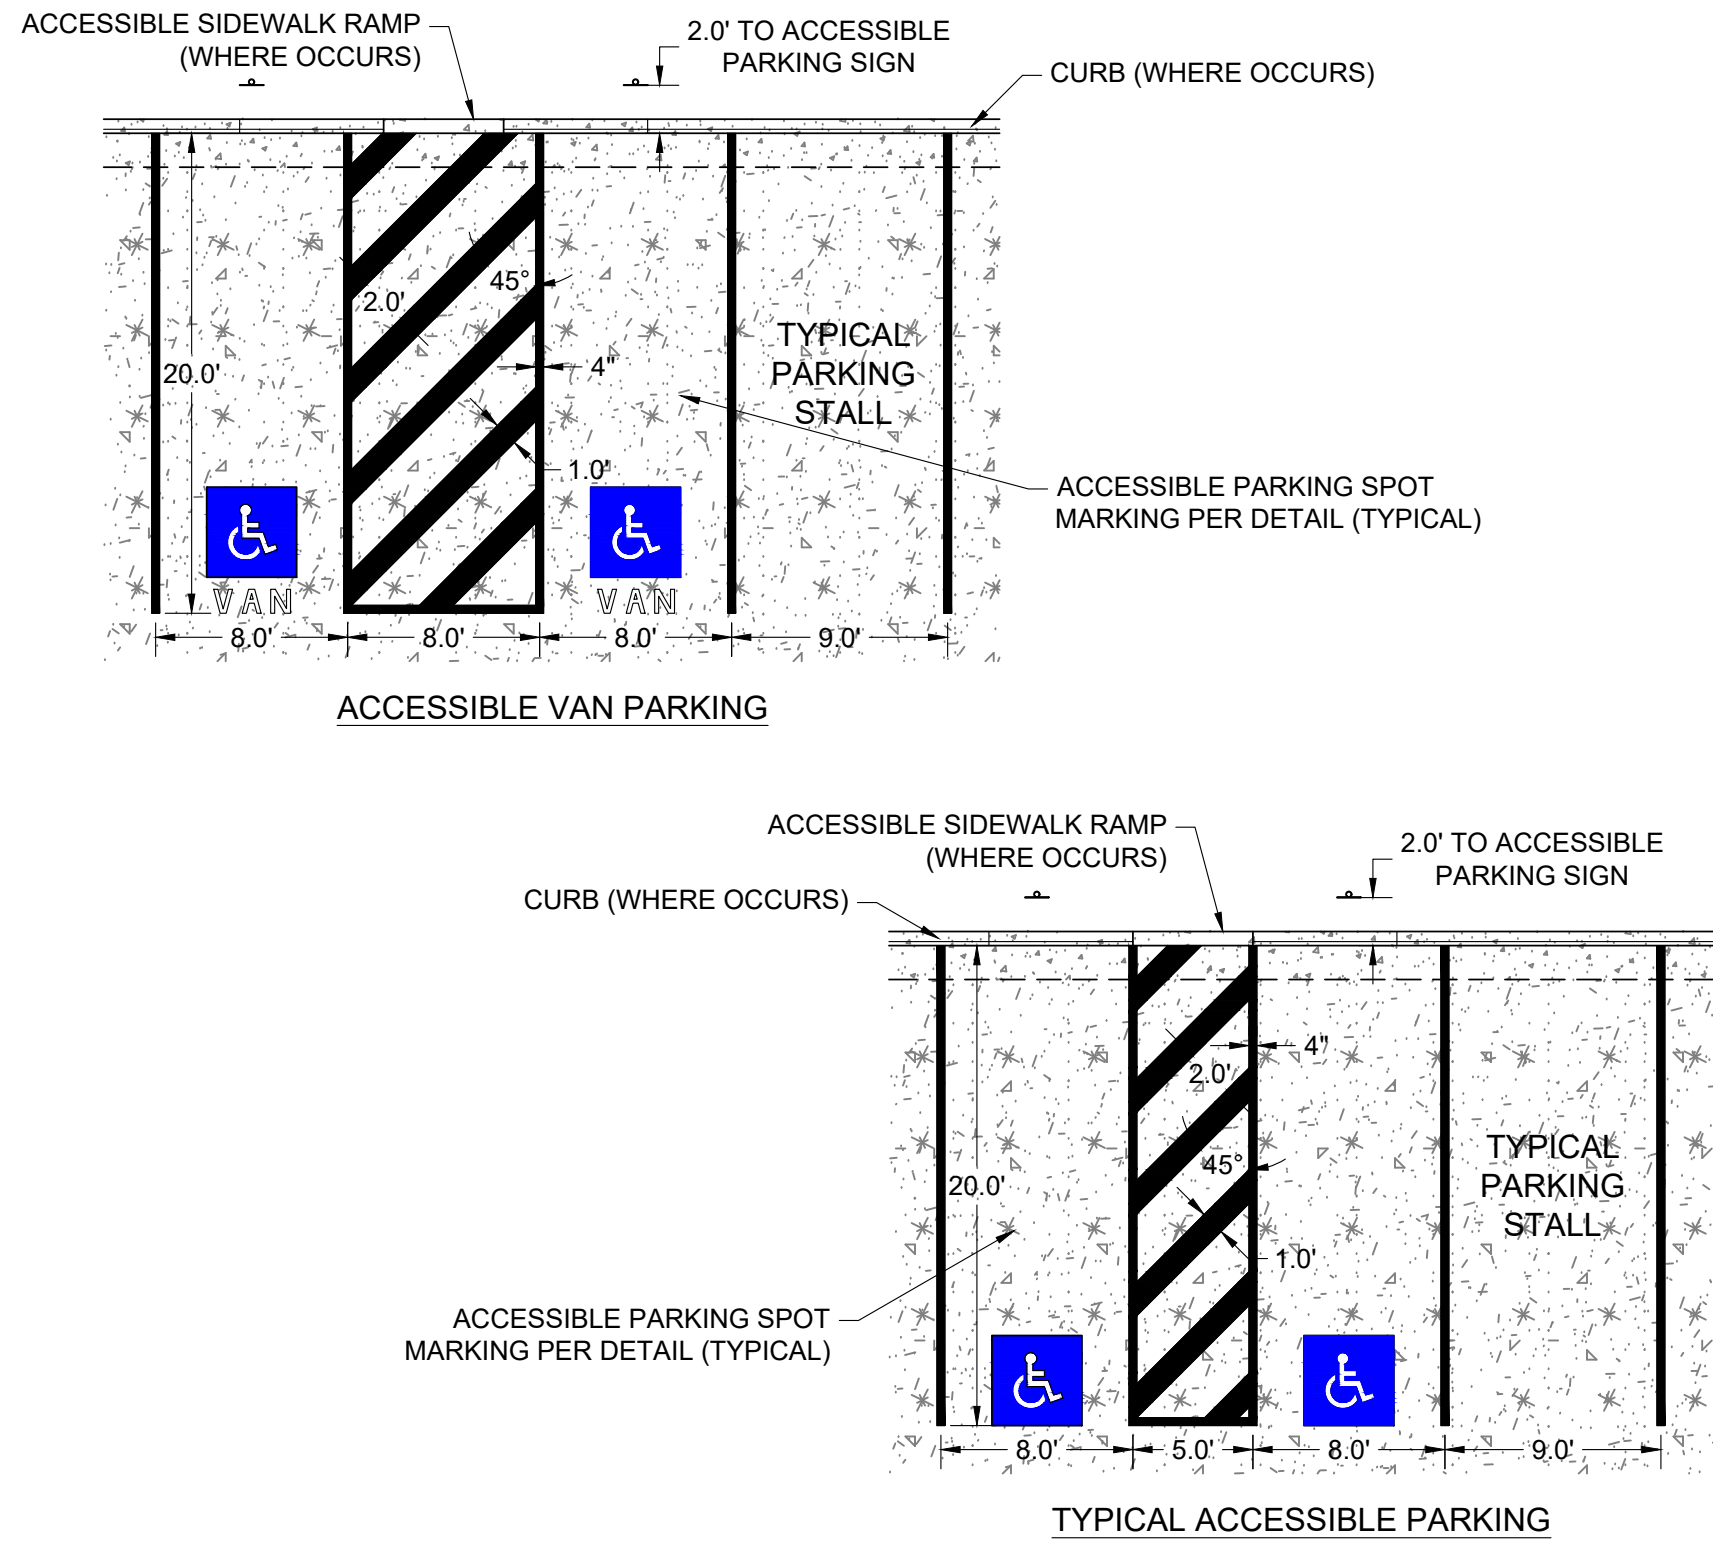 ACCESSIBLE SIDEWALK RAMP
(WHERE OCCURS)
2.0' TO ACCESSIBLE
PARKING SIGN
CURB (WHERE OCCURS)
45°
2.0'
TYPICAL
PARKING
STALL
4"
20.0'
1.0'
ACCESSIBLE PARKING SPOT
MARKING PER DETAIL (TYPICAL)
VAN
VAN
8.0'
8.0'
8.0'
9.0'
ACCESSIBLE VAN PARKING
ACCESSIBLE SIDEWALK RAMP
(WHERE OCCURS)
2.0' TO ACCESSIBLE
PARKING SIGN
CURB (WHERE OCCURS)
4"
2.0'
45°
TYPICAL
PARKING
STALL
20.0'
1.0'
ACCESSIBLE PARKING SPOT
MARKING PER DETAIL (TYPICAL)
8.0'
5.0'
8.0'
9.0'
TYPICAL ACCESSIBLE PARKING